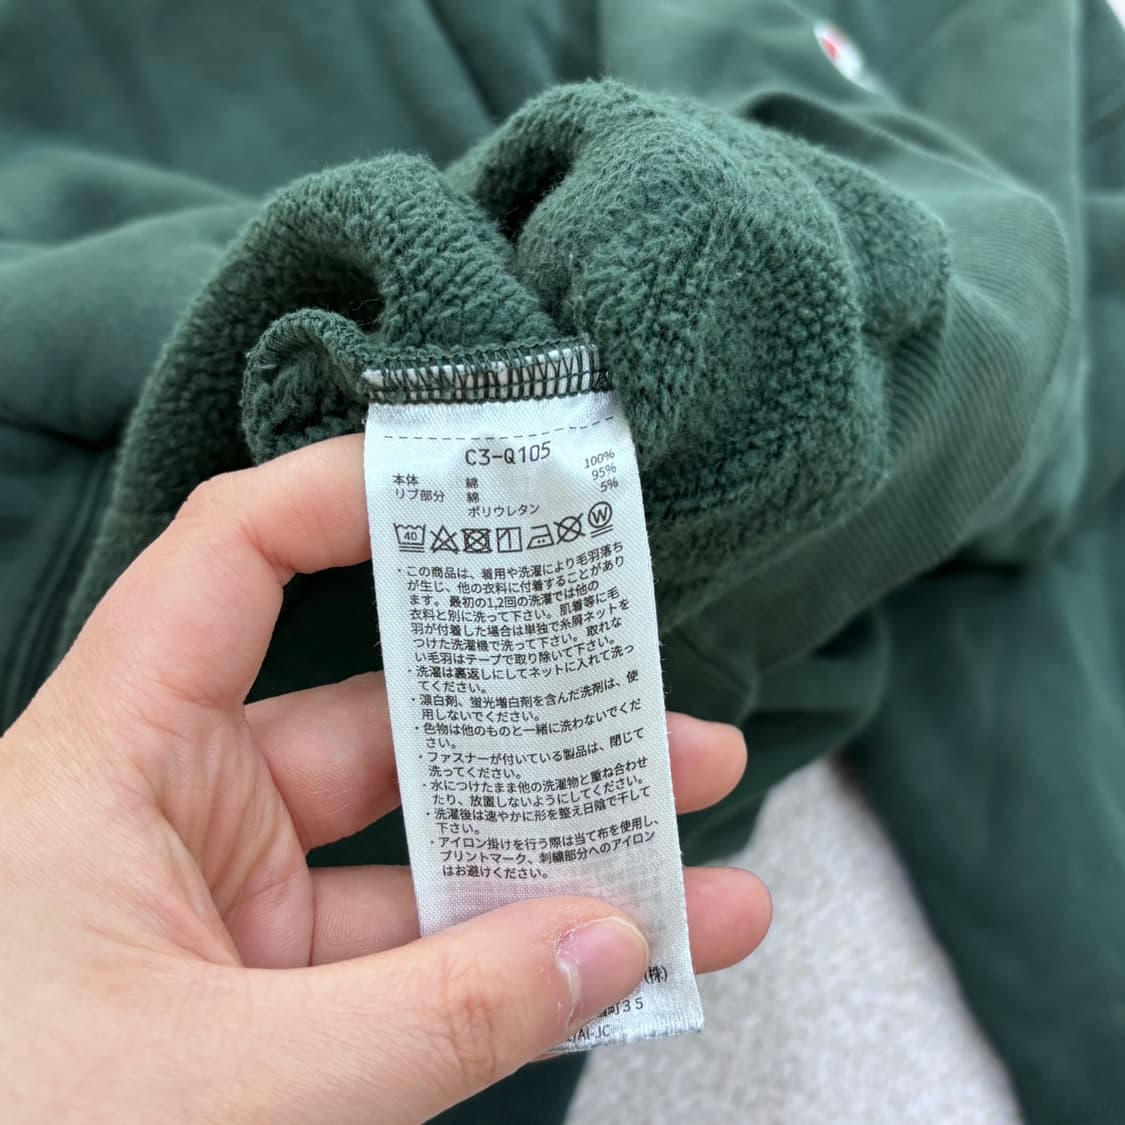 C3-Q105
本体 綿 100%
リブ部分 綿 95%
ポリウレタン 5%
40 W
・この商品は、着用や洗濯により毛羽落ち
が生じ、他の衣料に付着することがあり
ます。最初の1,2回の洗濯では他の
衣料と別に洗って下さい。肌着等に毛
羽が付着した場合は単独で糸屑ネットを
つけた洗濯機で洗って下さい。取れな
い毛羽はテープで取り除いて下さい。
・洗濯は裏返しにしてネットに入れて洗っ
てください。
・漂白剤、蛍光増白剤を含んだ洗剤は、使
用しないでください。
・色物は他のものと一緒に洗わないでくだ
さい。
・ファスナーが付いている製品は、閉じて
洗ってください。
・水につけたまま他の洗濯物と重ね合わせ
たり、放置しないようにしてください。
・洗濯後は速やかに形を整え日陰で干して
下さい。
・アイロン掛けを行う際は当て布を使用し、
プリントマーク、刺繍部分へのアイロン
はお避けください。
(株)
町35
/AI-JC